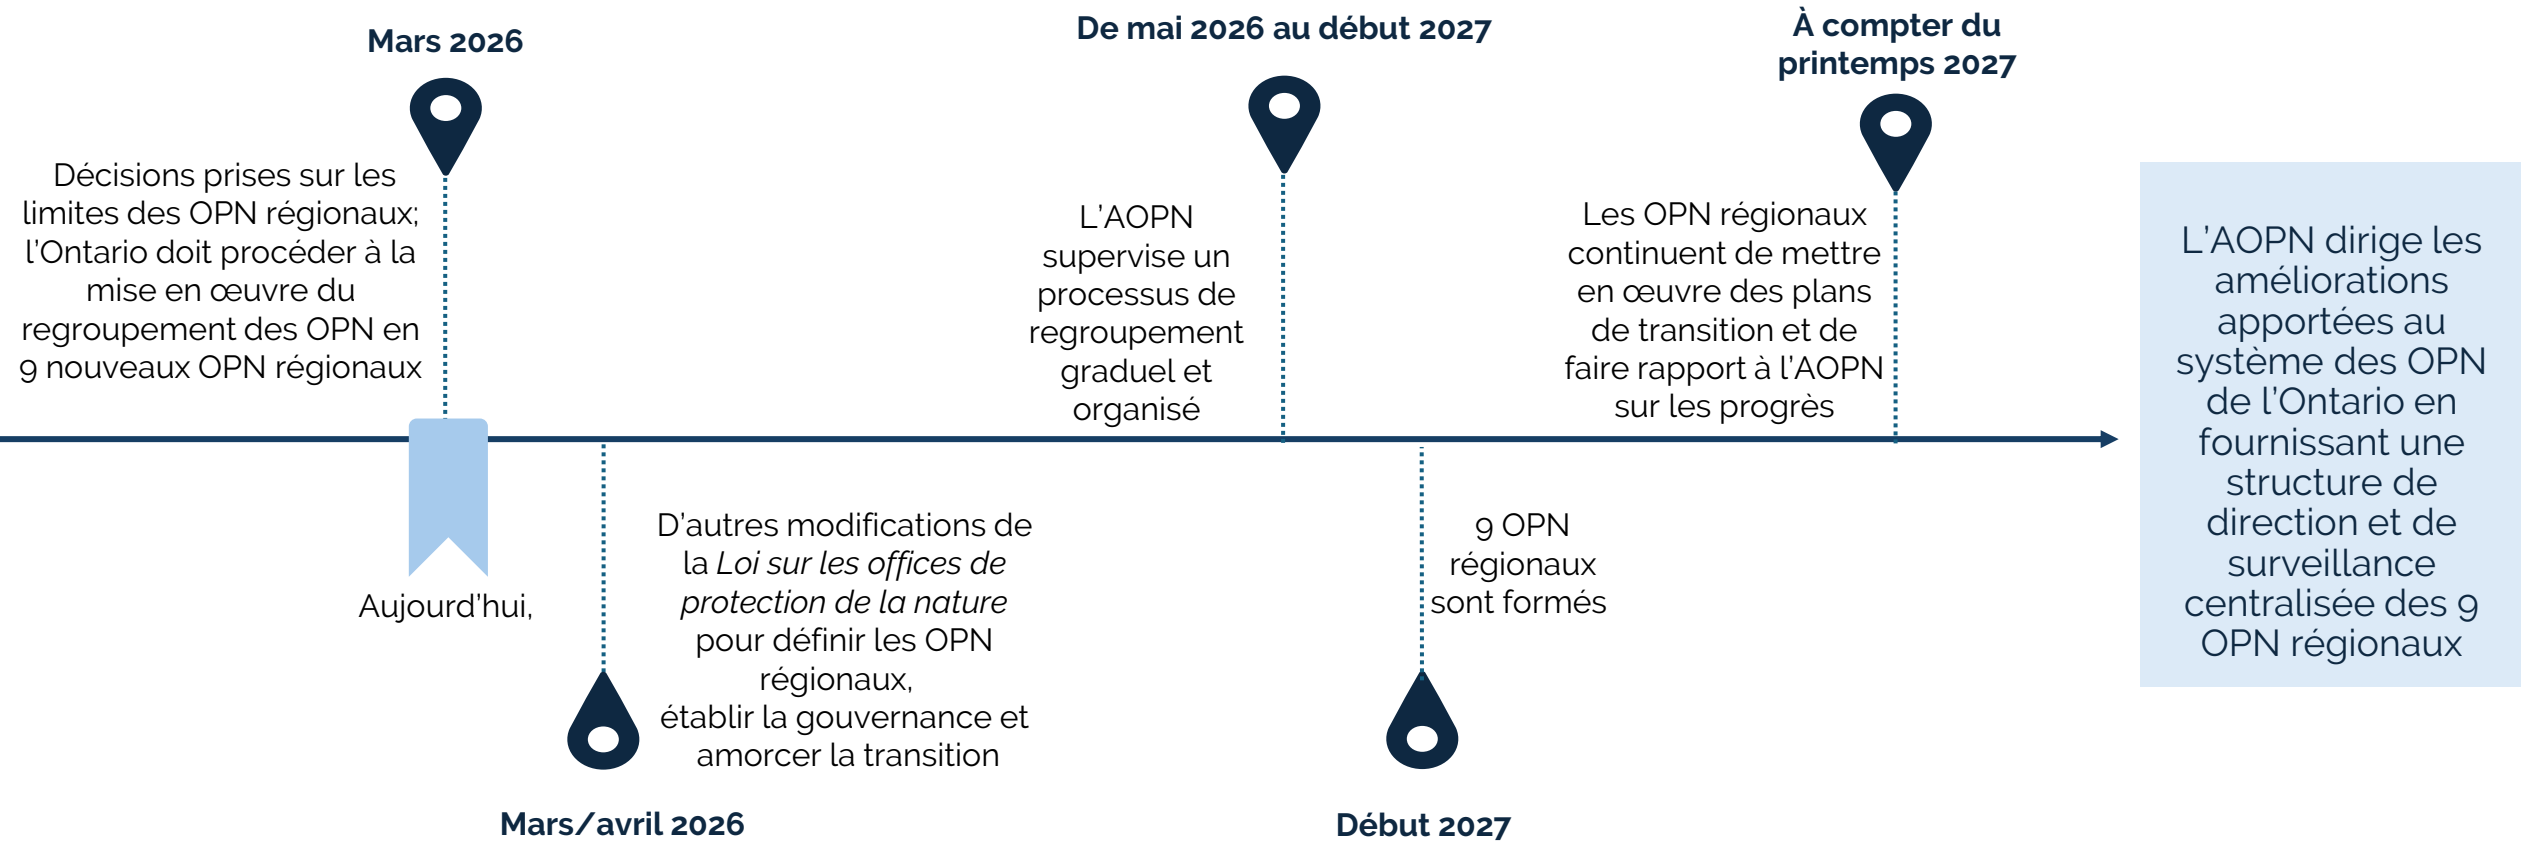 Mars 2026
Décisions prises sur les
limites des OPN régionaux;
l’Ontario doit procéder à la
mise en œuvre du
regroupement des OPN en
9 nouveaux OPN régionaux
Aujourd’hui,
D’autres modifications de
la Loi sur les offices de
protection de la nature
pour définir les OPN
régionaux,
établir la gouvernance et
amorcer la transition
Mars/avril 2026
De mai 2026 au début 2027
L’AOPN
supervise un
processus de
regroupement
graduel et
organisé
9 OPN
régionaux
sont formés
Début 2027
À compter du
printemps 2027
Les OPN régionaux
continuent de mettre
en œuvre des plans
de transition et de
faire rapport à l’AOPN
sur les progrès
L’AOPN dirige les
améliorations
apportées au
système des OPN
de l’Ontario en
fournissant une
structure de
direction et de
surveillance
centralisée des 9
OPN régionaux